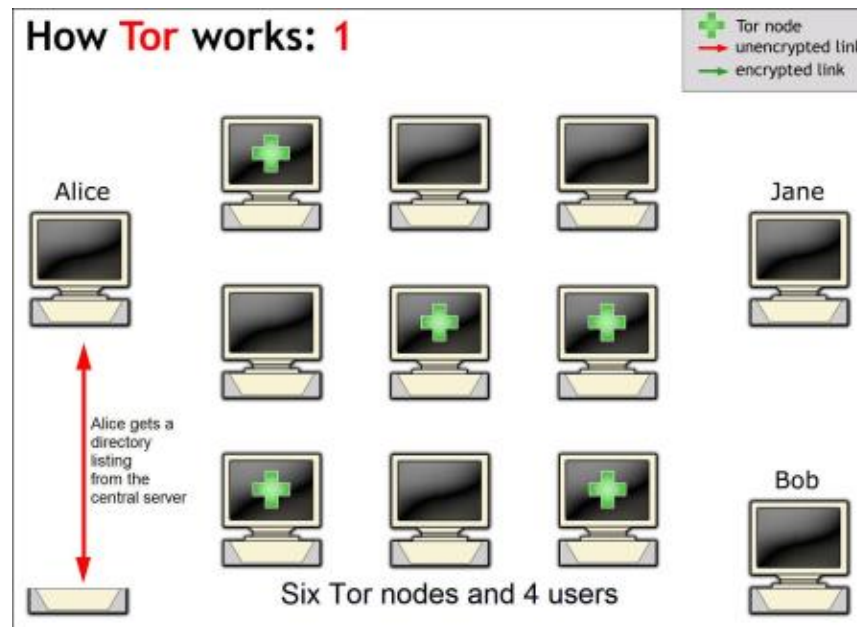 How Tor works: 1
Tor node
unencrypted link
encrypted link
Alice
Jane
Alice gets a
directory
listing
from the
central server
Bob
Six Tor nodes and 4 users